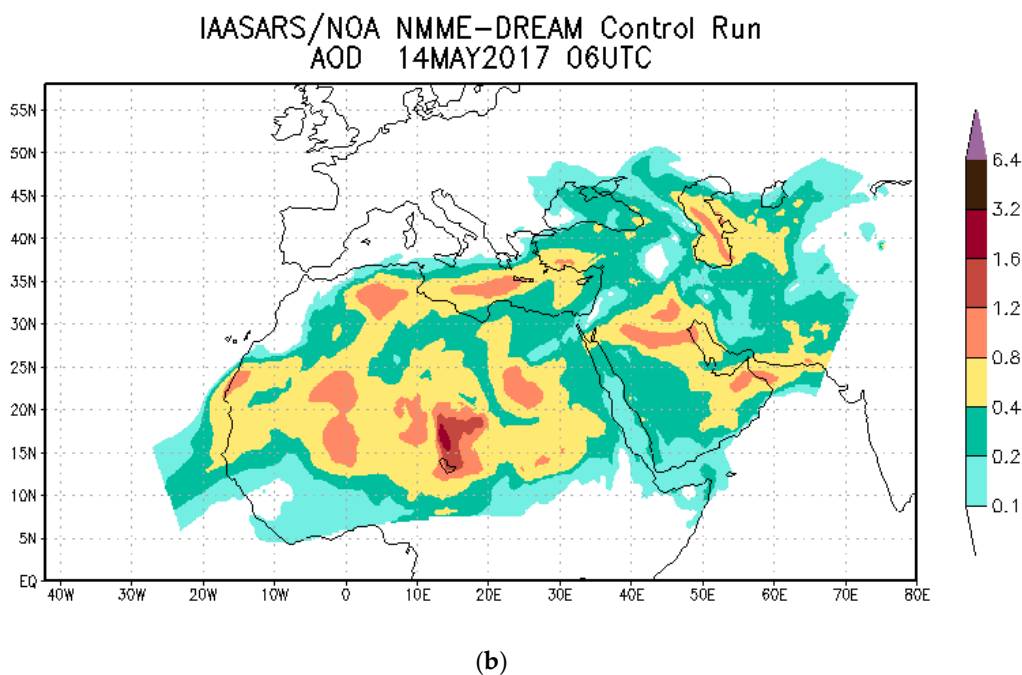 IAASARS/NOA NMME-DREAM Control Run
AOD 14MAY2017 06UTC
55N
50N
45N
40N
35N
30N
25N
20N
15N
10N
5N
EQ
40W 30W 20W 10W 0 10E 20E 30E 40E 50E 60E 70E 80E
6.4
3.2
1.6
1.2
0.8
0.4
0.2
0.1
(b)